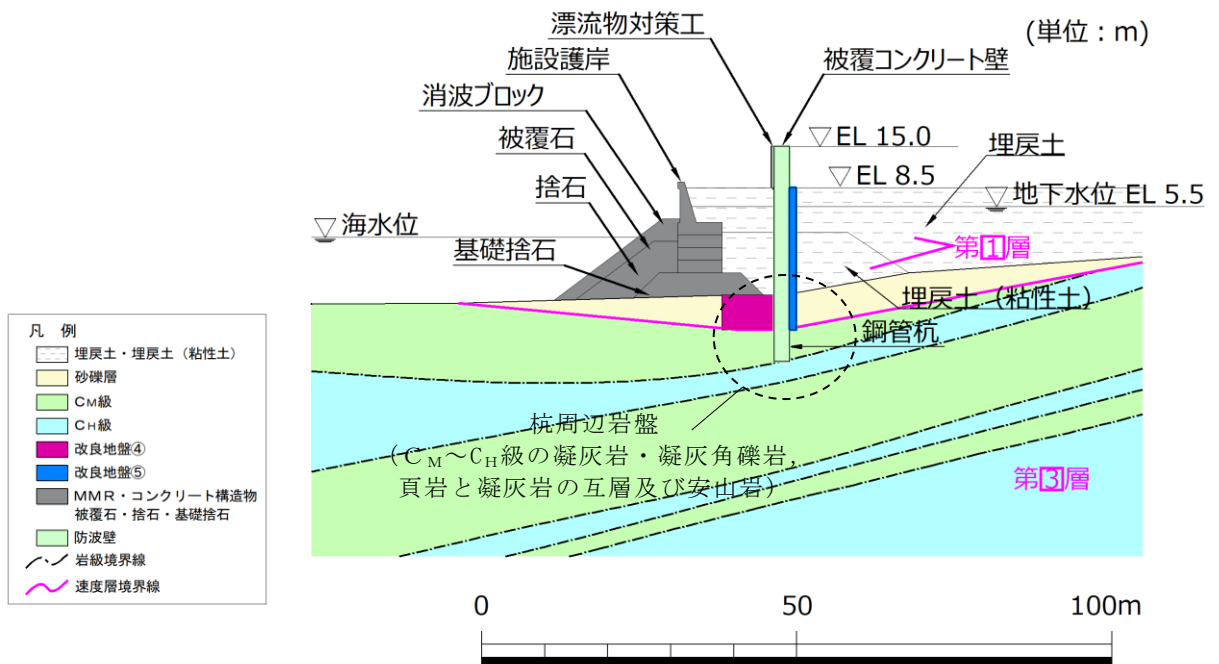 漂流物対策工
(単位：m)
施設護岸
被覆コンクリート壁
消波ブロック
被覆石
▽EL 15.0
埋戻土
捨石
▽EL 8.5
地下水位 EL 5.5
▽海水位
基礎捨石
第1層
埋戻土（粘性土）
鋼管杭
凡 例
埋戻土・埋戻土（粘性土）
砂礫層
CM級
CH級
改良地盤④
改良地盤⑤
MMR・コンクリート構造物
被覆石・捨石・基礎捨石
防波壁
岩級境界線
速度層境界線
杭周辺岩盤
（CM～CH級の凝灰岩・凝灰角礫岩,
頁岩と凝灰岩の互層及び安山岩）
第3層
0 50 100m